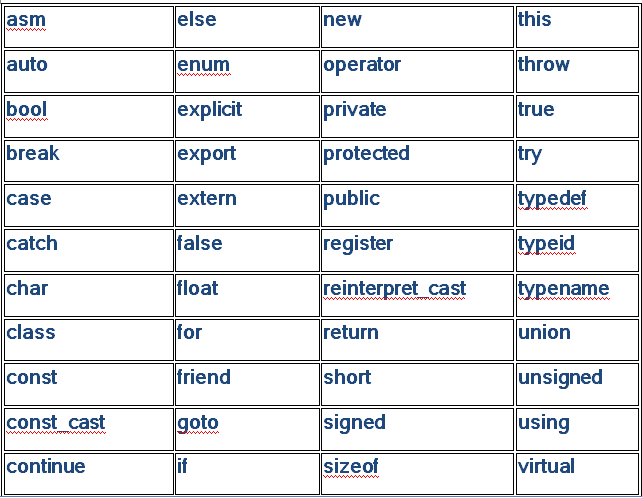 asm else new this
auto enum operator throw
bool explicit private true
break export protected try
case extern public typedef
catch false register typeid
char float reinterpret_cast typename
class for return union
const friend short unsigned
const_cast goto signed using
continue if sizeof virtual